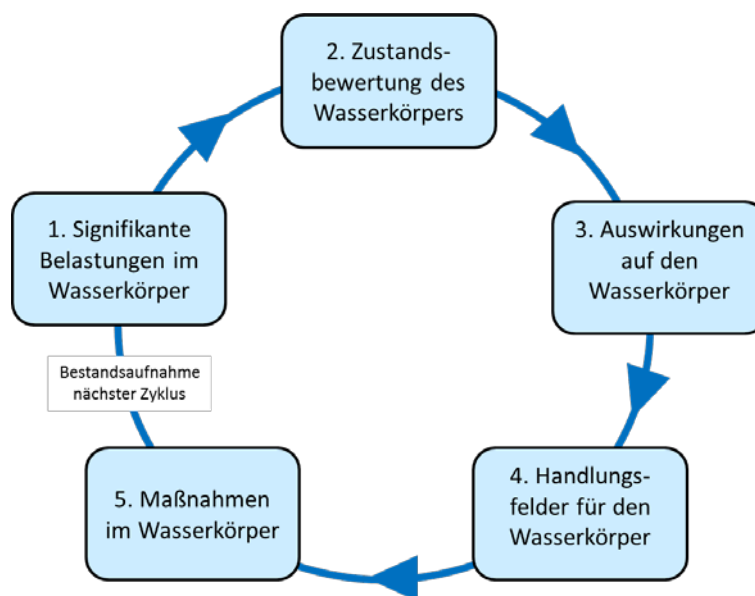 2. Zustands-
bewertung des
Wasserkörpers
1. Signifikante
Belastungen im
Wasserkörper
3. Auswirkungen
auf den
Wasserkörper
Bestandsaufnahme
nächster Zyklus
5. Maßnahmen
im Wasserkörper
4. Handlungs-
felder für den
Wasserkörper